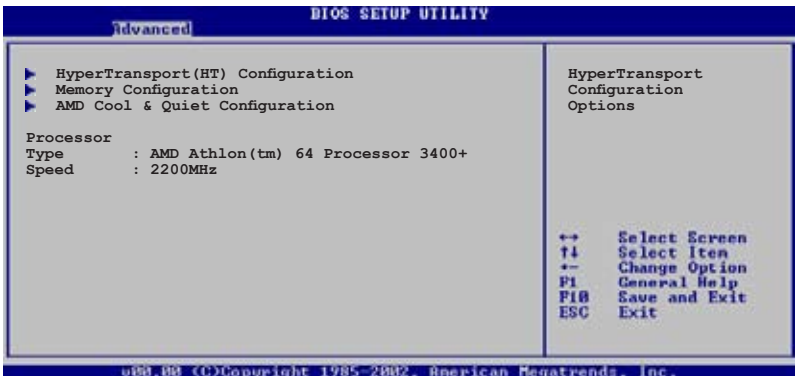 BIOS SETUP UTILITY
Advanced
HyperTransport(HT) Configuration
Memory Configuration
AMD Cool & Quiet Configuration
Processor
Type : AMD Athlon(tm) 64 Processor 3400+
Speed : 2200MHz
HyperTransport
Configuration
Options
↔ Select Screen
↑↓ Select Item
+- Change Option
F1 General Help
F10 Save and Exit
ESC Exit
v00.00 (C)Copyright 1985-2002, American Megatrends, Inc.